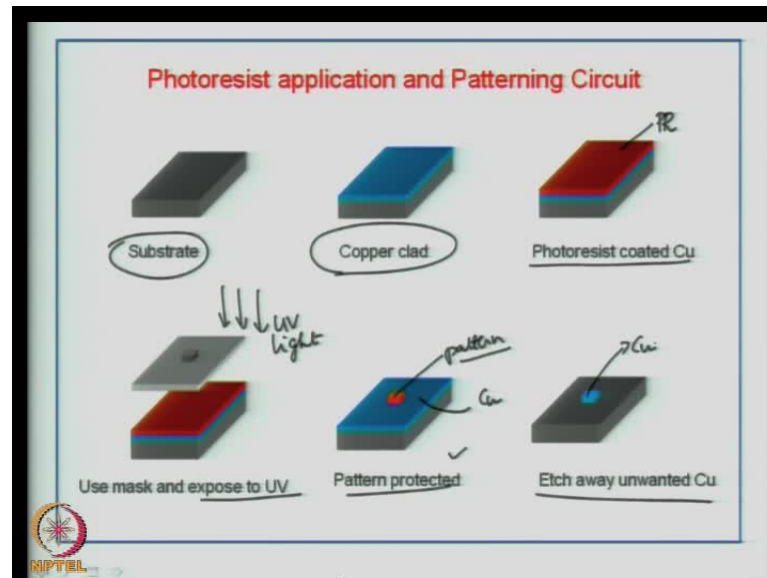 Photoresist application and Patterning Circuit
PR
Substrate
Copper clad
Photoresist coated Cu
UV
light
pattern
Cu
Cu
Use mask and expose to UV
Pattern protected
Etch away unwanted Cu
NPTEL